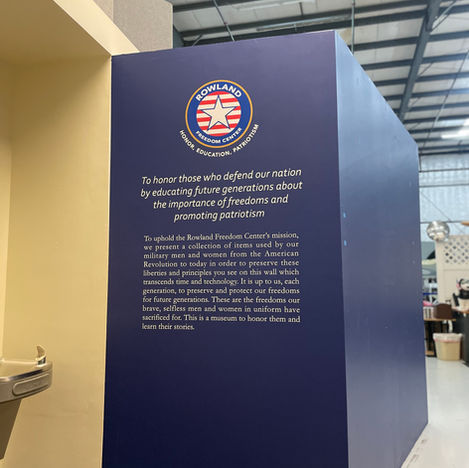 ROWLAND
FREEDOM CENTER
HONOR, EDUCATION, PATRIOTISM
To honor those who defend our nation
by educating future generations about
the importance of freedoms and
promoting patriotism
To uphold the Rowland Freedom Center's mission,
we present a collection of items used by our
military men and women from the American
Revolution to today in order to preserve these
liberties and principles you see on this wall which
transcends time and technology. It is up to us, each
generation, to preserve and protect our freedoms
for future generations. These are the freedoms our
brave, selfless men and women in uniform have
sacrificed for. This is a museum to honor them and
learn their stories.